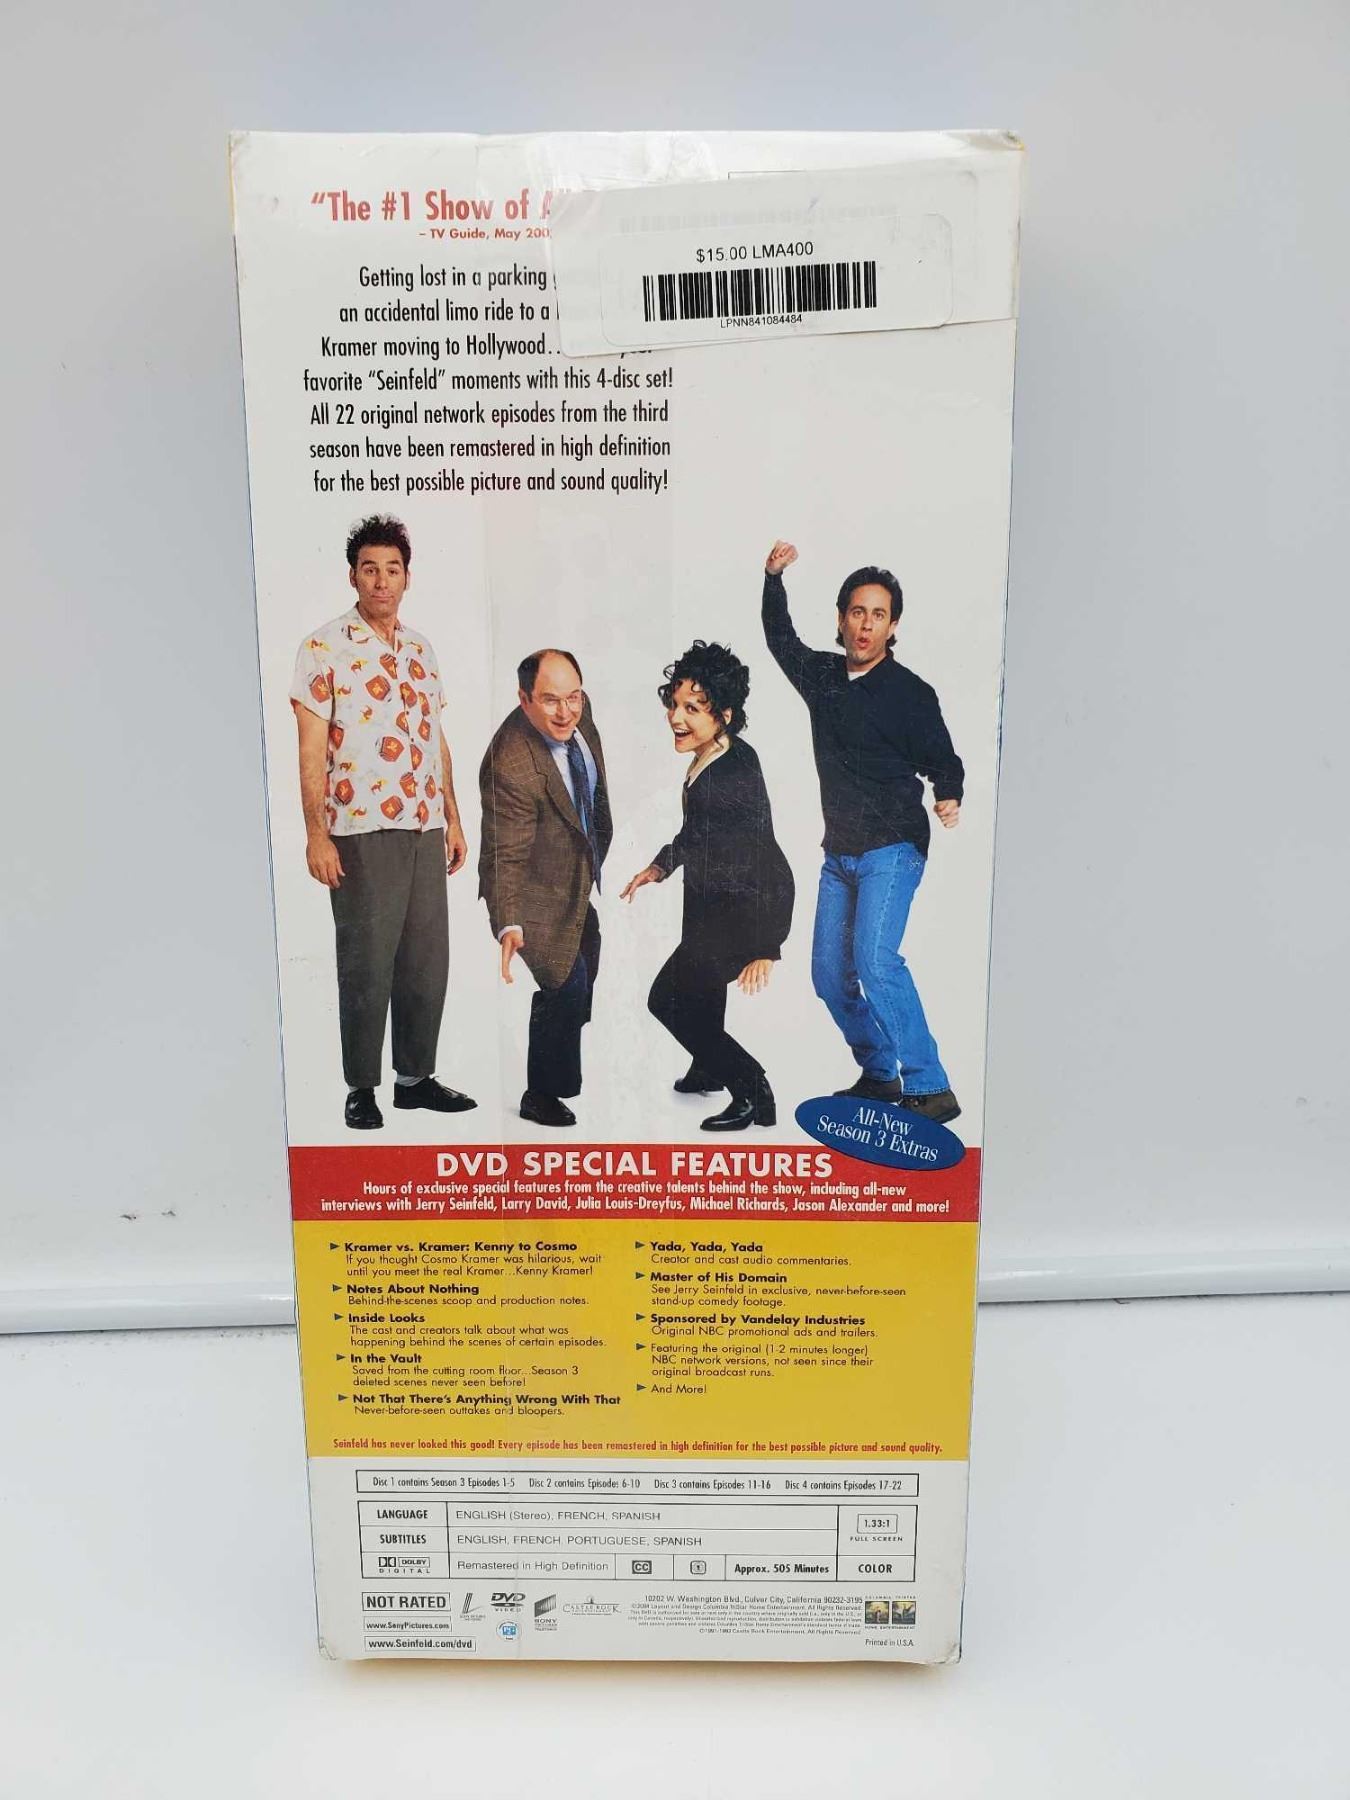 "The #1 Show of A
– TV Guide, May 200
$15.00 LMA400
LPNN841084484
Getting lost in a parking
an accidental limo ride to a
Kramer moving to Hollywood..
favorite "Seinfeld" moments with this 4-disc set!
All 22 original network episodes from the third
season have been remastered in high definition
for the best possible picture and sound quality!
All-New
Season 3 Extras
DVD SPECIAL FEATURES
Hours of exclusive special features from the creative talents behind the show, including all-new
interviews with Jerry Seinfeld, Larry David, Julia Louis-Dreyfus, Michael Richards, Jason Alexander and more!
► Kramer vs. Kramer: Kenny to Cosmo
If you thought Cosmo Kramer was hilarious, wait
until you meet the real Kramer...Kenny Kramer!
► Notes About Nothing
Behind-the-scenes scoop and production notes.
► Inside Looks
The cast and creators talk about what was
happening behind the scenes of certain episodes.
► In the Vault
Saved from the cutting room floor...Season 3
deleted scenes never seen before!
► Not That There's Anything Wrong With That
Never-before-seen outtakes and bloopers.
► Yada, Yada, Yada
Creator and cast audio commentaries.
► Master of His Domain
See Jerry Seinfeld in exclusive, never-before-seen
stand-up comedy footage.
► Sponsored by Vandelay Industries
Original NBC promotional ads and trailers.
► Featuring the original (1-2 minutes longer)
NBC network versions, not seen since their
original broadcast runs.
► And More!
Seinfeld has never looked this good! Every episode has been remastered in high definition for the best possible picture and sound quality.
Disc 1 contains Season 3 Episodes 1-5 Disc 2 contains Episodes 6-10 Disc 3 contains Episodes 11-16 Disc 4 contains Episodes 17-22
LANGUAGE ENGLISH (Stereo), FRENCH, SPANISH
SUBTITLES ENGLISH, FRENCH, PORTUGUESE, SPANISH
1.33:1
FULL SCREEN
DOLBY
DIGITAL
Remastered in High Definition CC 1 Approx. 505 Minutes COLOR
NOT RATED
DVD
VIDEO
SONY
CASTLE ROCK
www.SonyPictures.com
www.Seinfeld.com/dvd
10202 W. Washington Blvd., Culver City, California 90232-3195
COLUMBIA TRISTAR
HOME ENTERTAINMENT
Printed in U.S.A.